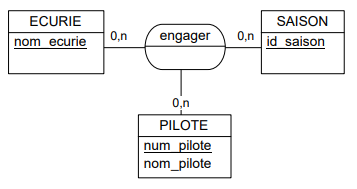 ECURIE
nom_ecurie
0,n
engager
0,n
SAISON
id_saison
0,n
PILOTE
num_pilote
nom_pilote